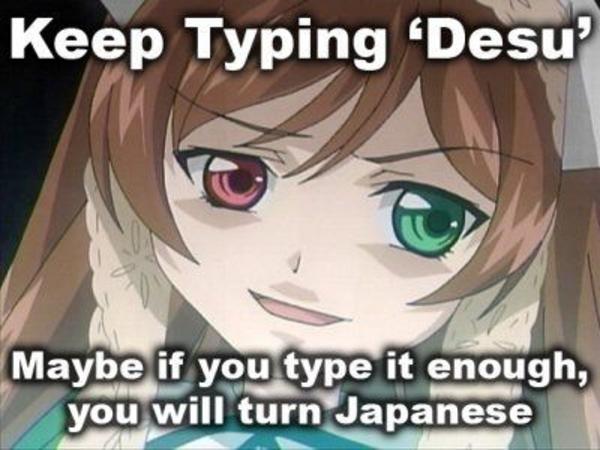 Keep Typing ‘Desu’
Maybe if you type it enough,
you will turn Japanese